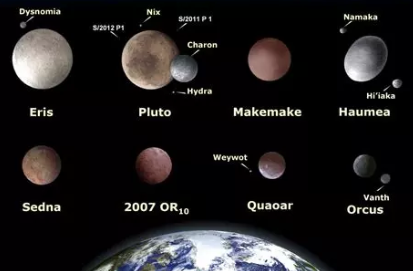 Dysnomia
Nix
S/2012 P1
S/2011 P 1
Charon
Hydra
Namaka
Hi'iaka
Eris
Pluto
Makemake
Haumea
Weywot
Vanth
Sedna
2007 OR10
Quaoar
Orcus